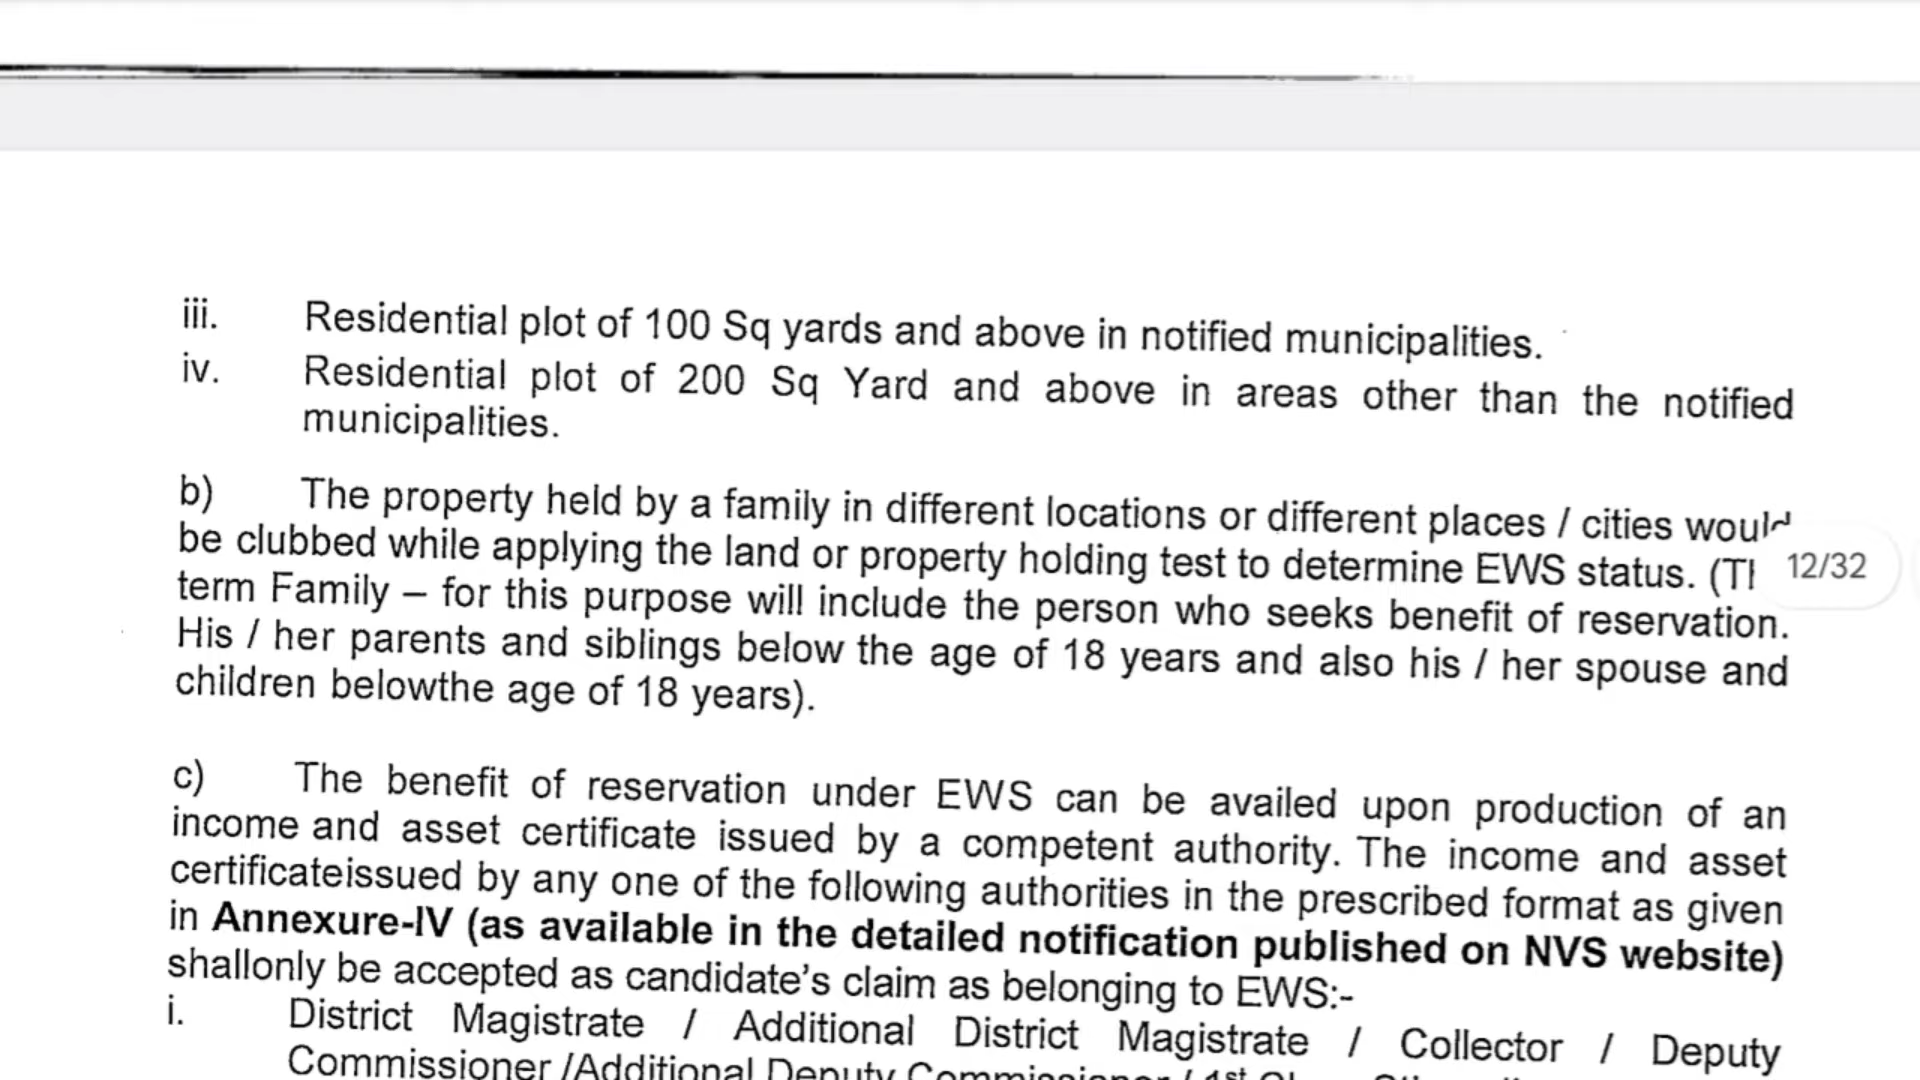 iii. Residential plot of 100 Sq yards and above in notified municipalities.
iv. Residential plot of 200 Sq Yard and above in areas other than the notified
municipalities.
b) The property held by a family in different locations or different places / cities would
be clubbed while applying the land or property holding test to determine EWS status. (
12/32
term Family – for this purpose will include the person who seeks benefit of reservation.
His / her parents and siblings below the age of 18 years and also his / her spouse and
children belowthe age of 18 years).
c) The benefit of reservation under EWS can be availed upon production of an
income and asset certificate issued by a competent authority. The income and asset
certificateissued by any one of the following authorities in the prescribed format as given
in Annexure-IV (as available in the detailed notification published on NVS website)
shallonly be accepted as candidate's claim as belonging to EWS:-
i. District Magistrate / Additional District Magistrate / Collector / Deputy
Commissioner /Additional Deputy Commissioner / 1st